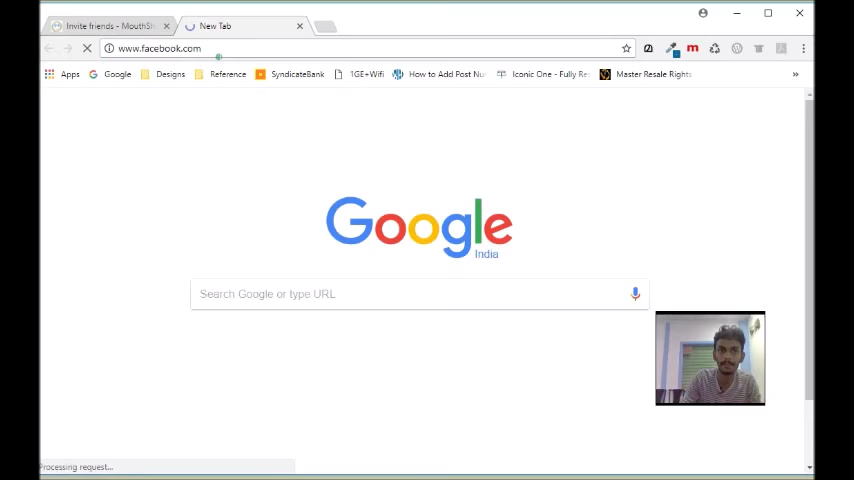 Invite friends - MouthSh
New Tab
www.facebook.com
Apps Google Designs Reference SyndicateBank 1GE+Wifi How to Add Post Nu Iconic One - Fully Re Master Resale Rights »
Google
India
Search Google or type URL
Processing request...